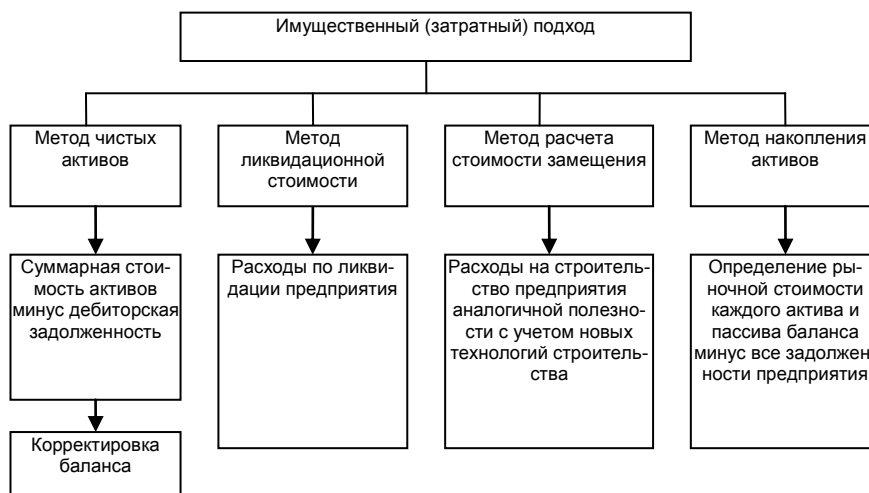 Имущественный (затратный) подход
Метод чистых
активов
Метод
ликвидационной
стоимости
Метод расчета
стоимости замещения
Метод накопления
активов
Суммарная стои-
мость активов
минус дебиторская
задолженность
Расходы по ликви-
дации предприятия
Расходы на строитель-
ство предприятия
аналогичной полезно-
сти с учетом новых
технологий строитель-
ства
Определение ры-
ночной стоимости
каждого актива и
пассива баланса
минус все задолжен
ности предприятия
Корректировка
баланса